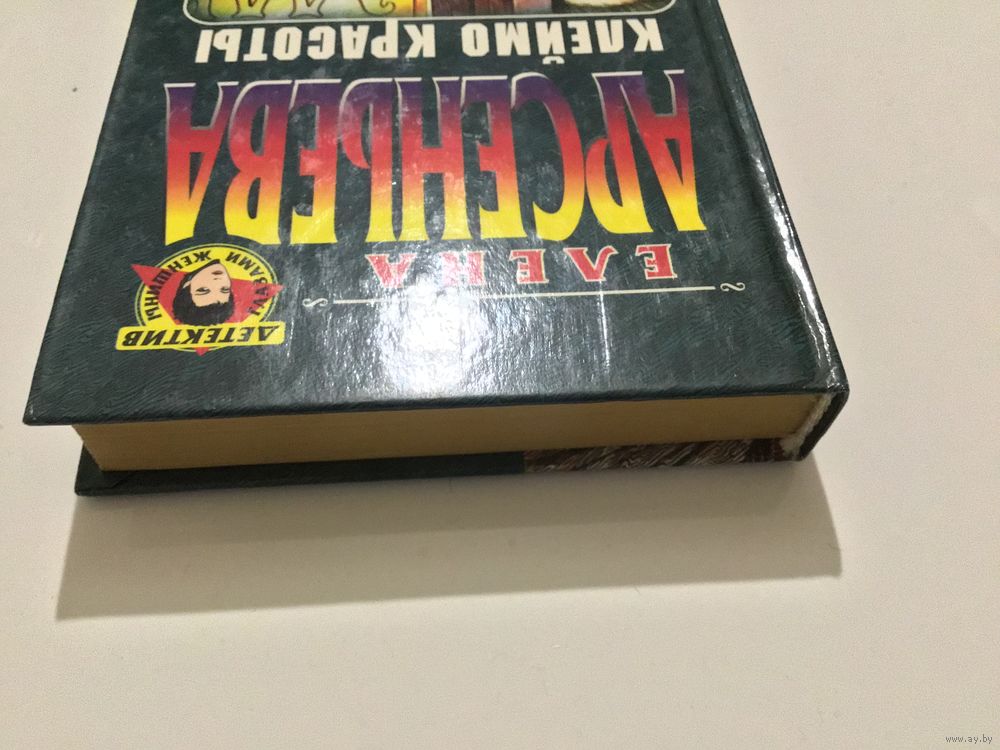 ДЕТЕКТИВ
ГЛАЗАМИ ЖЕНЩИНЫ
ЕЛЕНА
АРСЕНЬЕВА
КЛЕЙМО КРАСОТЫ
www.ay.by